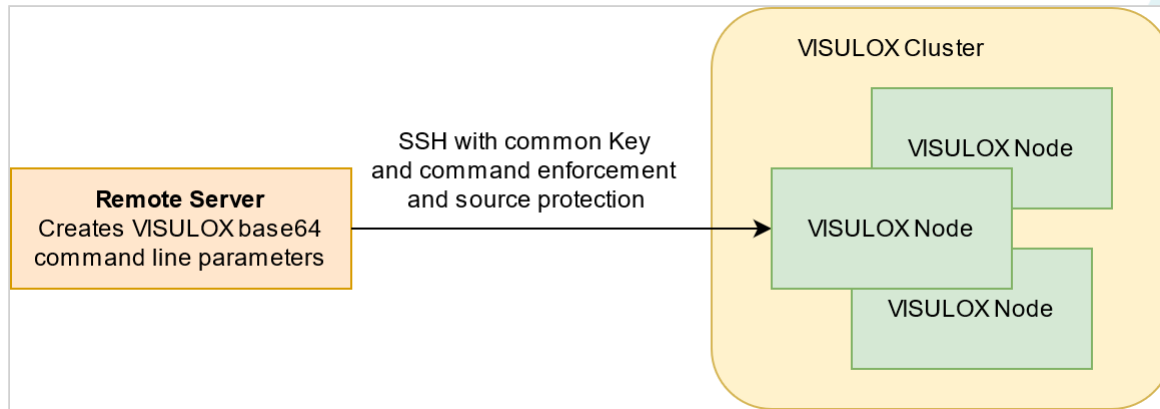 VISULOX Cluster
SSH with common Key
and command enforcement
and source protection
VISULOX Node
Remote Server
Creates VISULOX base64
command line parameters
VISULOX Node
VISULOX Node